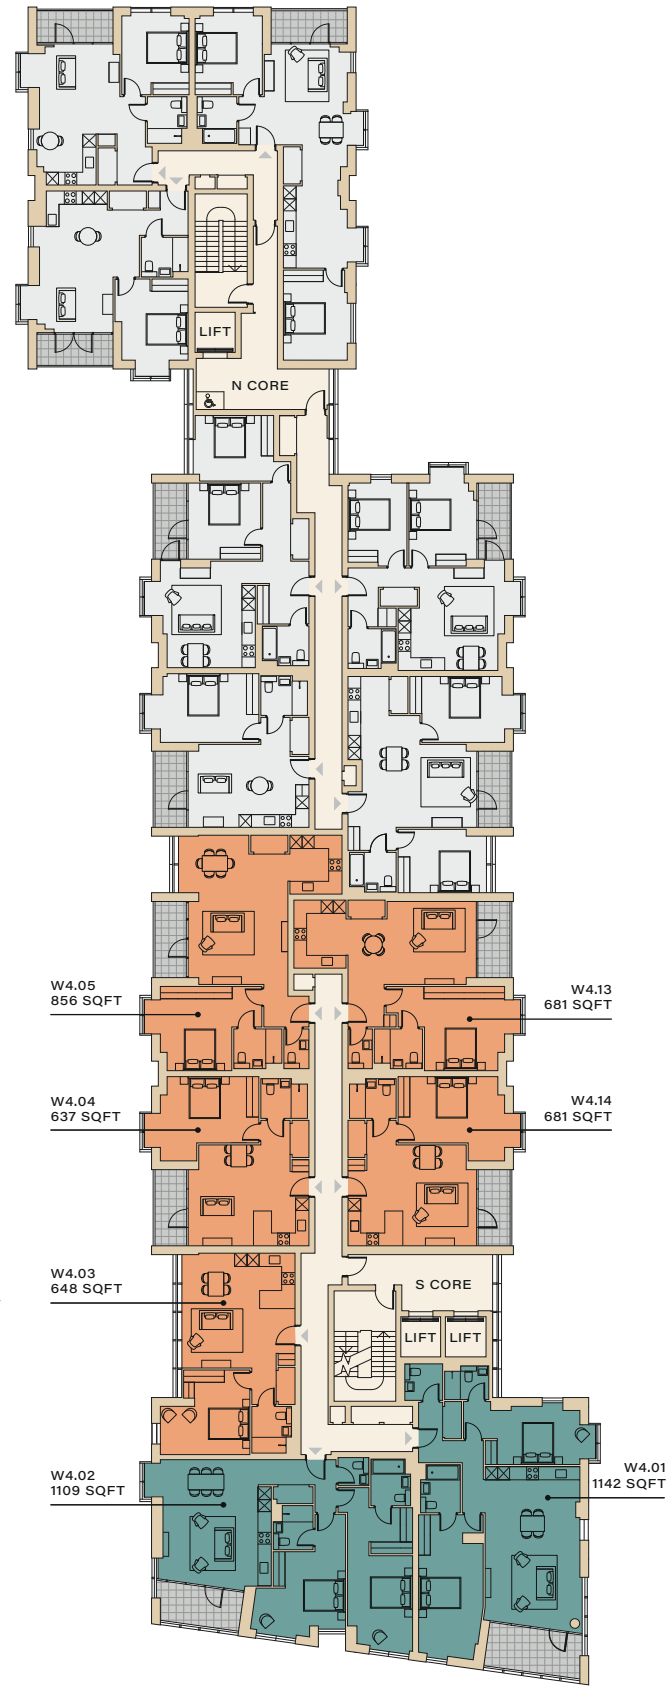 LIFT
N CORE
W4.05
856 SQFT
W4.13
681 SQFT
W4.04
637 SQFT
W4.14
681 SQFT
W4.03
648 SQFT
S CORE
LIFT
LIFT
W4.02
1109 SQFT
W4.01
1142 SQFT